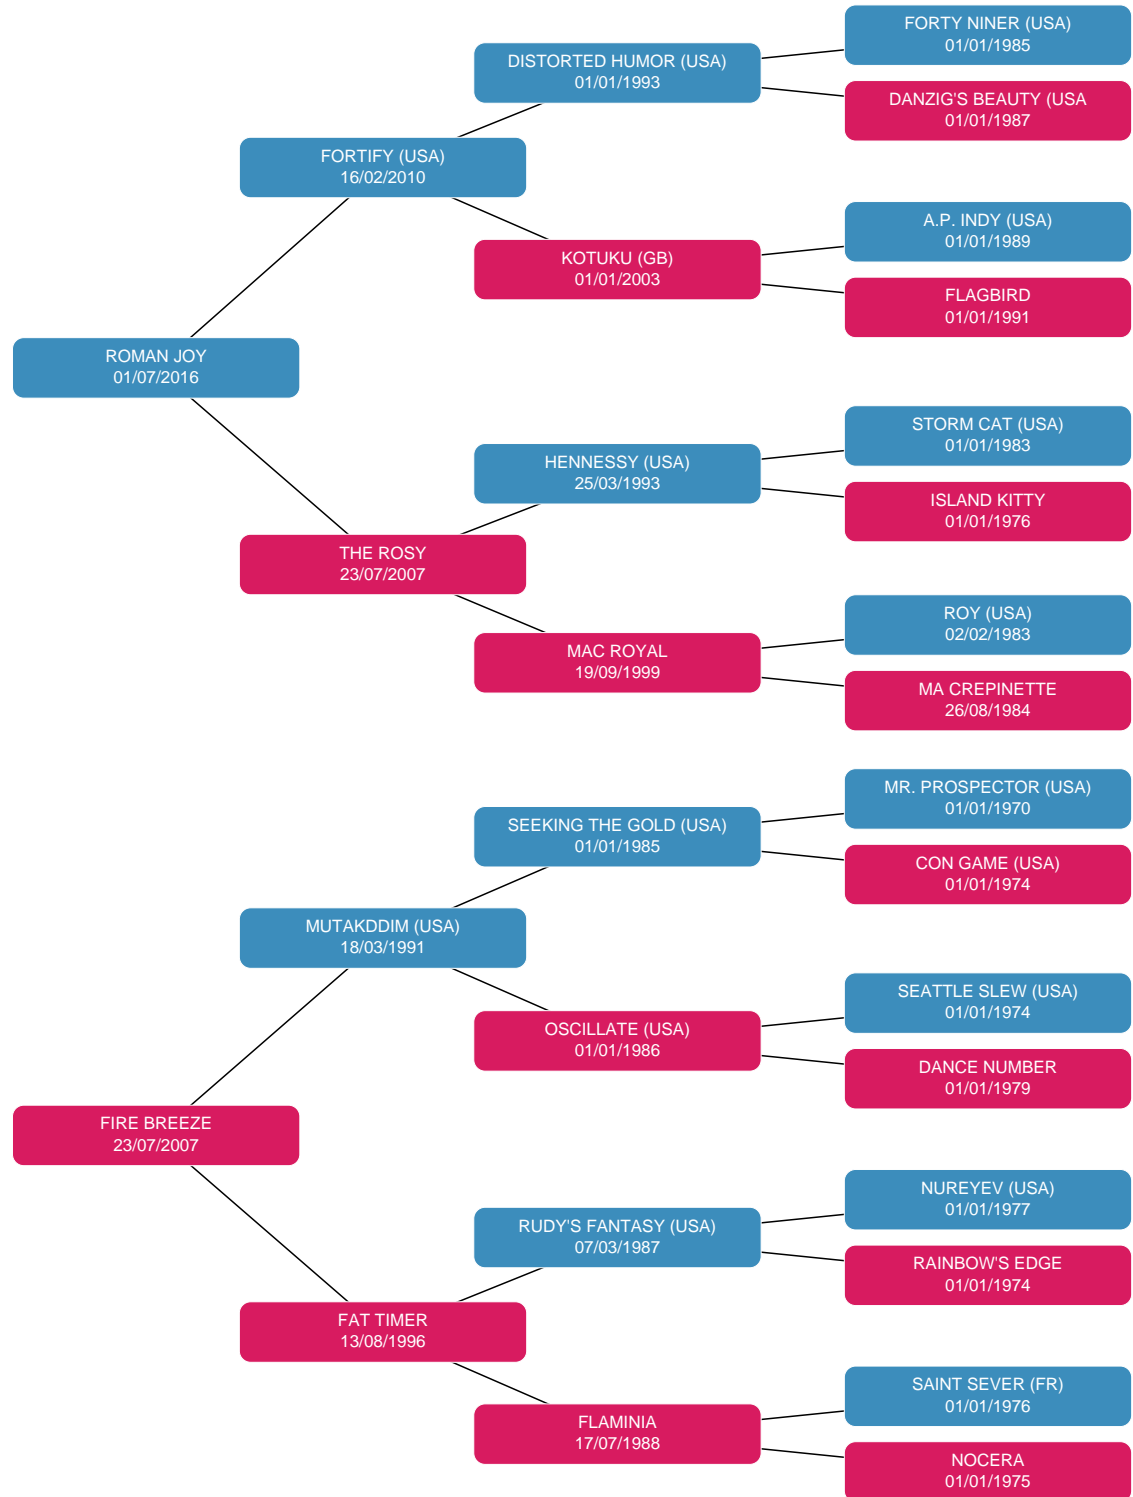 FORTY NINER (USA)
01/01/1985
DISTORTED HUMOR (USA)
01/01/1993
DANZIG'S BEAUTY (USA
01/01/1987
FORTIFY (USA)
16/02/2010
A.P. INDY (USA)
01/01/1989
KOTUKU (GB)
01/01/2003
FLAGBIRD
01/01/1991
ROMAN JOY
01/07/2016
STORM CAT (USA)
01/01/1983
HENNESSY (USA)
25/03/1993
ISLAND KITTY
01/01/1976
THE ROSY
23/07/2007
ROY (USA)
02/02/1983
MAC ROYAL
19/09/1999
MA CREPINETTE
26/08/1984
MR. PROSPECTOR (USA)
01/01/1970
SEEKING THE GOLD (USA)
01/01/1985
CON GAME (USA)
01/01/1974
MUTAKDDIM (USA)
18/03/1991
SEATTLE SLEW (USA)
01/01/1974
OSCILLATE (USA)
01/01/1986
DANCE NUMBER
01/01/1979
FIRE BREEZE
23/07/2007
NUREYEV (USA)
01/01/1977
RUDY'S FANTASY (USA)
07/03/1987
RAINBOW'S EDGE
01/01/1974
FAT TIMER
13/08/1996
SAINT SEVER (FR)
01/01/1976
FLAMINIA
17/07/1988
NOCERA
01/01/1975